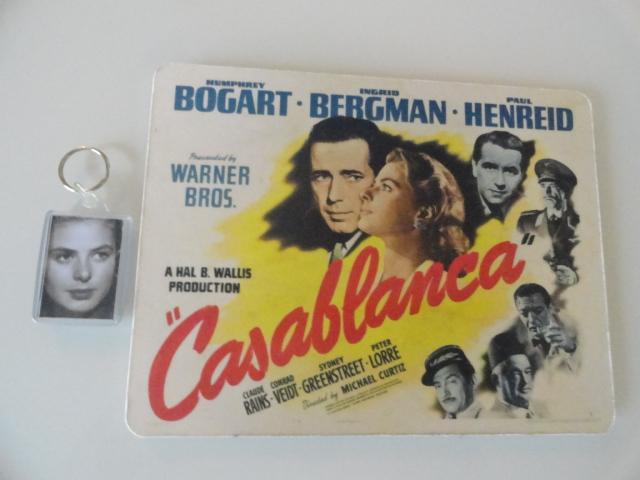 HUMPHREY INGRID PAUL
BOGART · BERGMAN · HENREID
Presented by
WARNER
BROS.
A HAL B. WALLIS
PRODUCTION
"Casablanca"
CLAUDE CONRAD SYDNEY PETER
RAINS · VEIDT · GREENSTREET · LORRE
Directed by MICHAEL CURTIZ